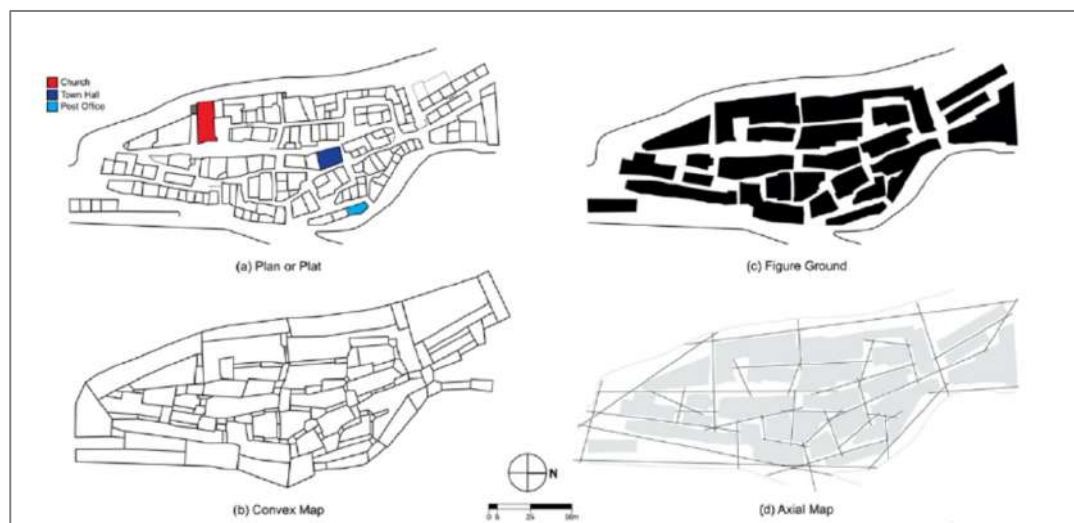 Church
Town Hall
Post Office
(a) Plan or Plat
(c) Figure Ground
N
(b) Convex Map
(d) Axial Map